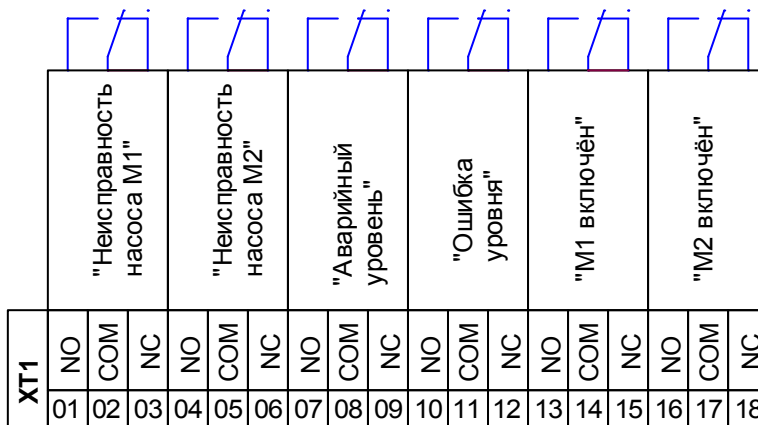 "Неисправность
насоса М1"
"Неисправность
насоса М2"
"Аварийный
уровень"
"Ошибка
уровня"
"М1 включён"
"М2 включён"
XT1
NO COM NC NO COM NC NO COM NC NO COM NC NO COM NC NO COM NC
01 02 03 04 05 06 07 08 09 10 11 12 13 14 15 16 17 18